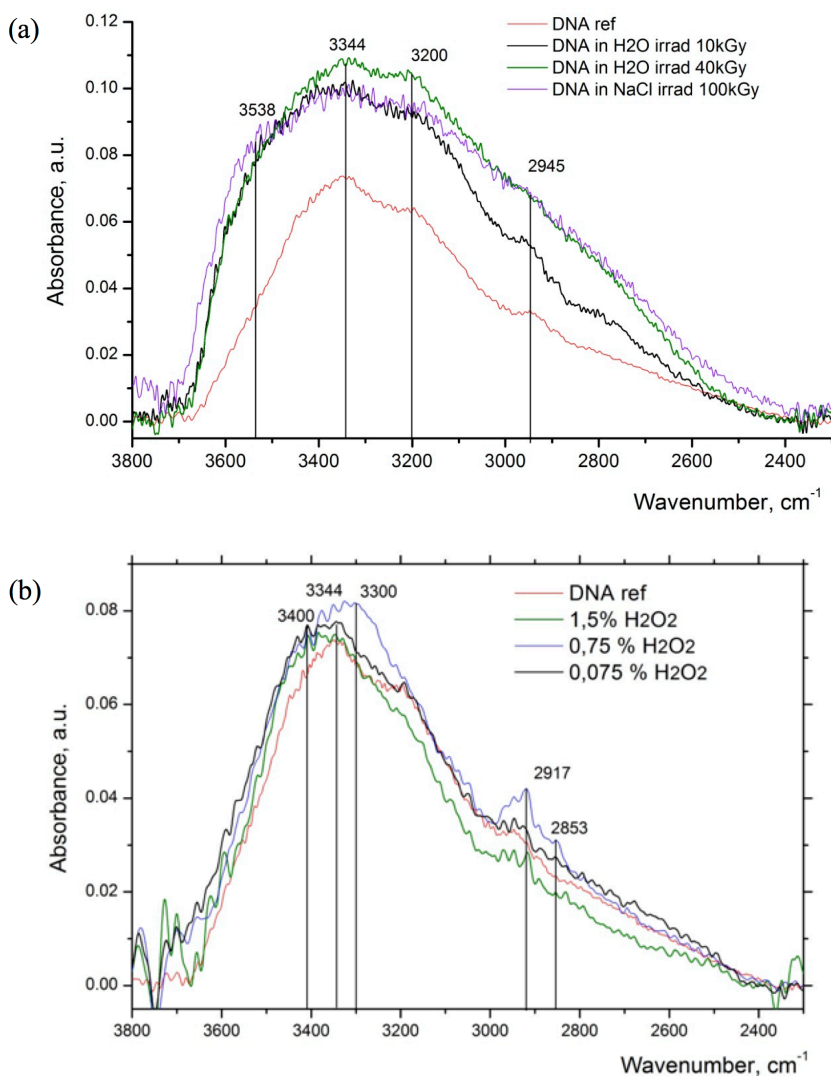 (a)
3538
3344
3200
2945
DNA ref
DNA in H2O irrad 10kGy
DNA in H2O irrad 40kGy
DNA in NaCl irrad 100kGy
0.12
0.10
0.08
0.06
0.04
0.02
0.00
Absorbance, a.u.
3800 3600 3400 3200 3000 2800 2600 2400
Wavenumber, cm-1
(b)
3400
3344
3300
2917
2853
DNA ref
1,5% H2O2
0,75 % H2O2
0,075 % H2O2
0.08
0.06
0.04
0.02
0.00
Absorbance, a.u.
3800 3600 3400 3200 3000 2800 2600 2400
Wavenumber, cm-1